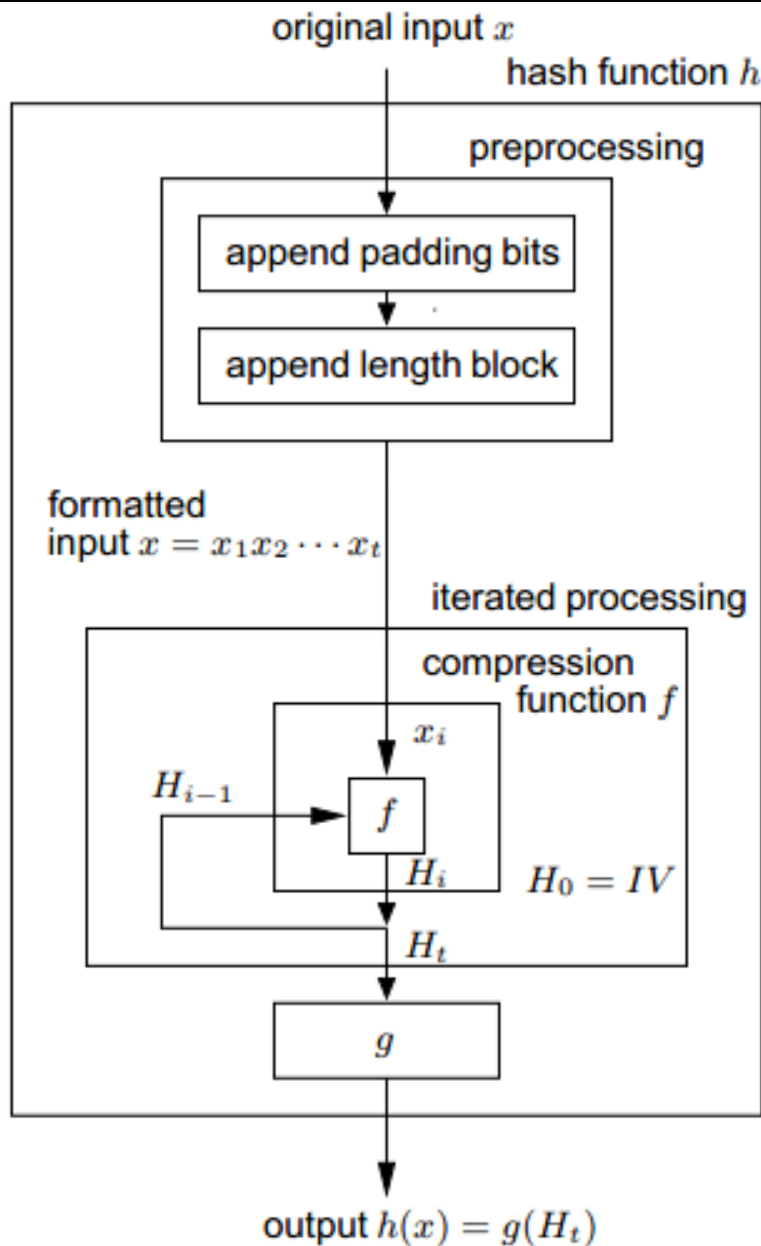 original input x
hash function h
preprocessing
append padding bits
append length block
formatted
input x = x₁x₂ ⋯ xₜ
iterated processing
compression
function f
xᵢ
Hᵢ₋₁
f
Hᵢ
H₀ = IV
Hₜ
g
output h(x) = g(Hₜ)